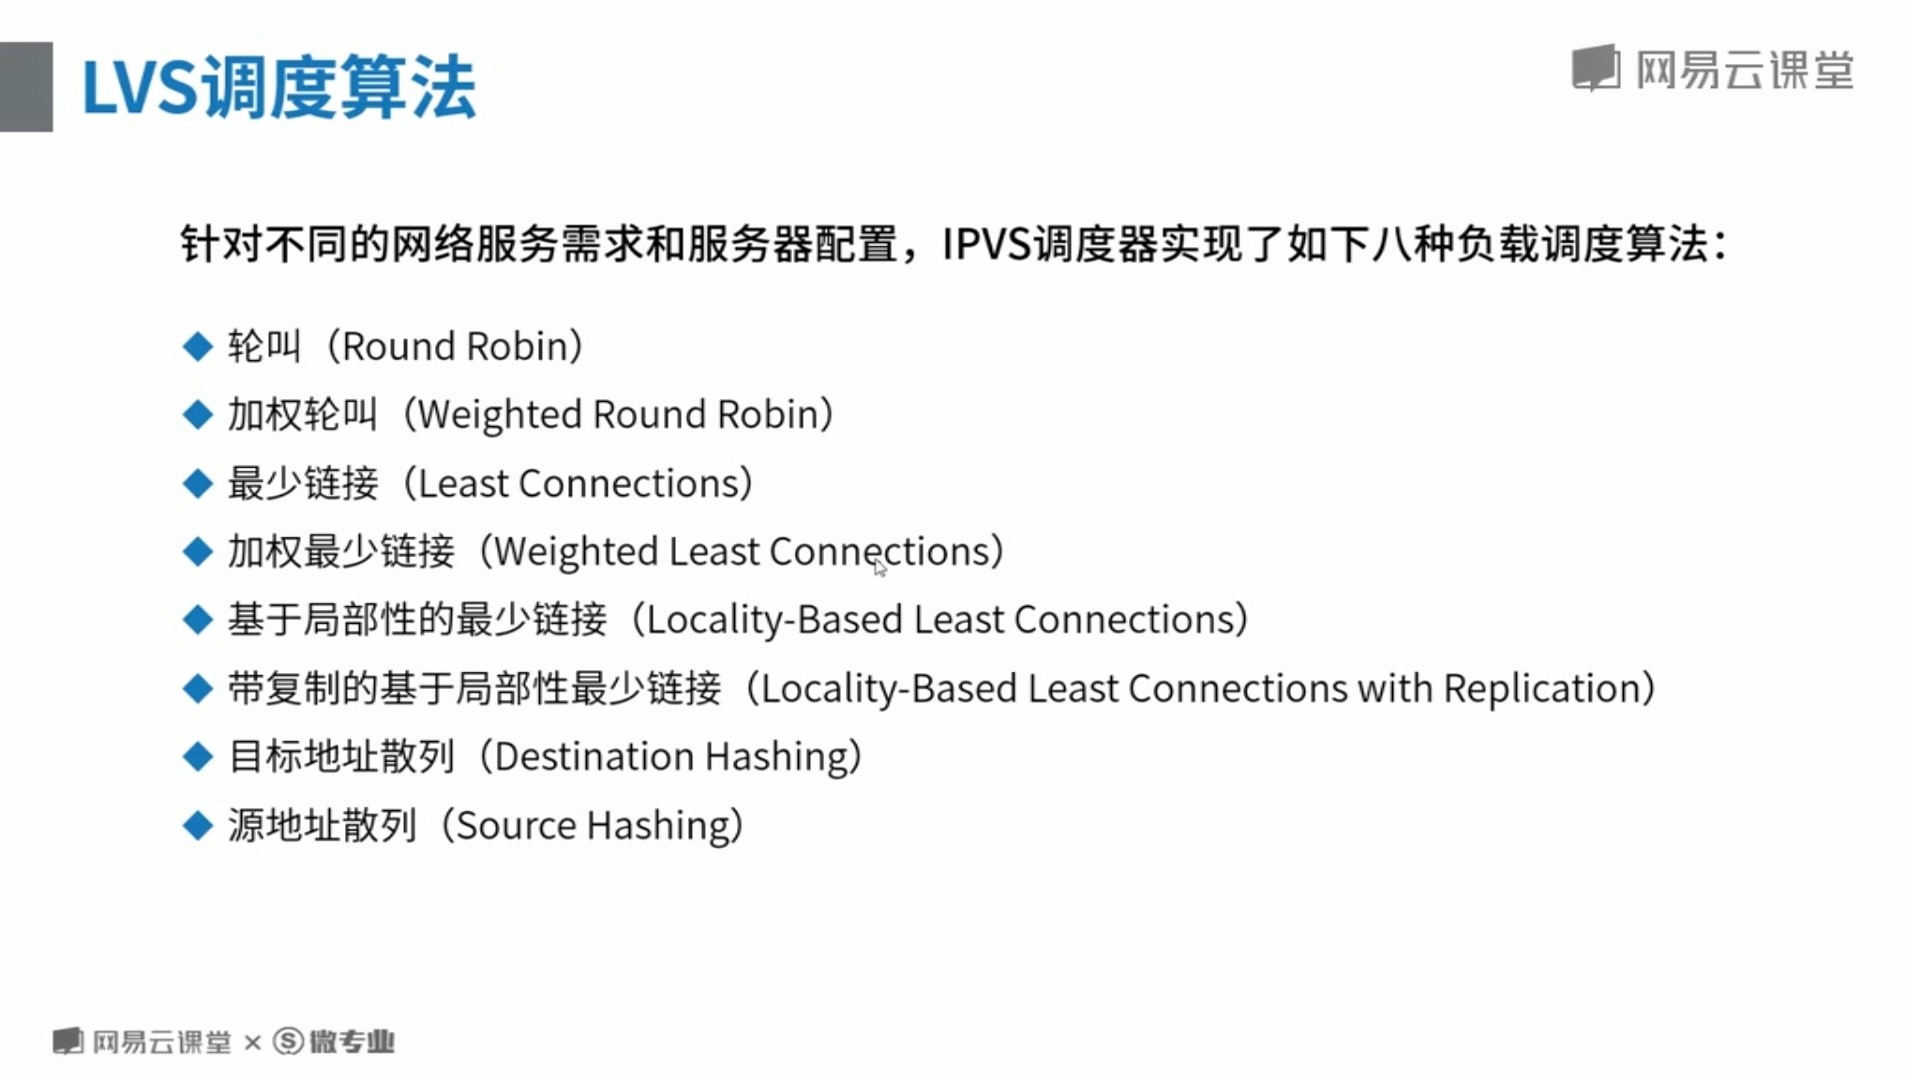 LVS调度算法
网易云课堂
针对不同的网络服务需求和服务器配置，IPVS调度器实现了如下八种负载调度算法：
轮叫（Round Robin）
加权轮叫（Weighted Round Robin）
最少链接（Least Connections）
加权最少链接（Weighted Least Connections）
基于局部性的最少链接（Locality-Based Least Connections）
带复制的基于局部性最少链接（Locality-Based Least Connections with Replication）
目标地址散列（Destination Hashing）
源地址散列（Source Hashing）
网易云课堂 × Ⓢ微专业